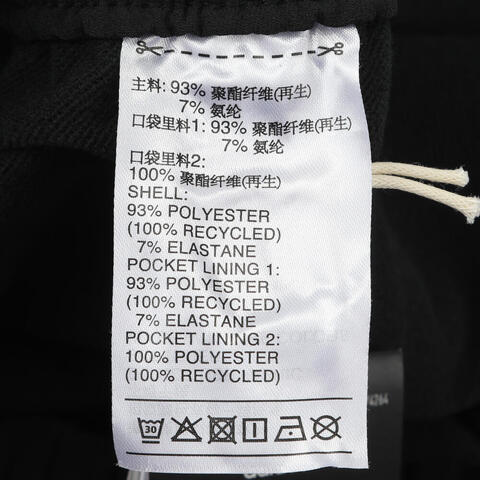 主料: 93% 聚酯纤维(再生)
7% 氨纶
口袋里料1: 93% 聚酯纤维(再生)
7% 氨纶
口袋里料2:
100% 聚酯纤维(再生)
SHELL:
93% POLYESTER
(100% RECYCLED)
7% ELASTANE
POCKET LINING 1:
93% POLYESTER
(100% RECYCLED)
7% ELASTANE
POCKET LINING 2:
100% POLYESTER
(100% RECYCLED)
30